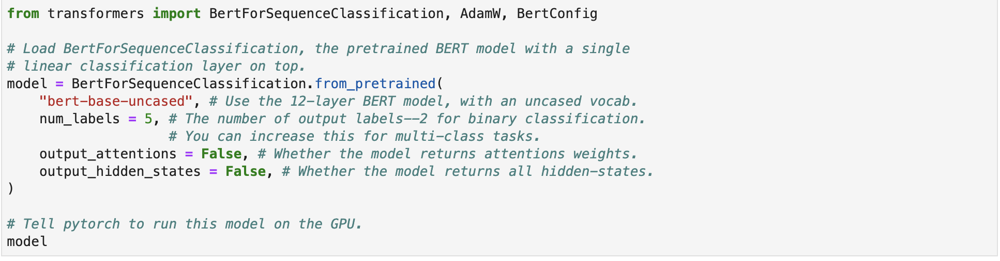 from transformers import BertForSequenceClassification, AdamW, BertConfig

# Load BertForSequenceClassification, the pretrained BERT model with a single
# linear classification layer on top.
model = BertForSequenceClassification.from_pretrained(
    "bert-base-uncased", # Use the 12-layer BERT model, with an uncased vocab.
    num_labels = 5, # The number of output labels--2 for binary classification.
                    # You can increase this for multi-class tasks.
    output_attentions = False, # Whether the model returns attentions weights.
    output_hidden_states = False, # Whether the model returns all hidden-states.
)

# Tell pytorch to run this model on the GPU.
model